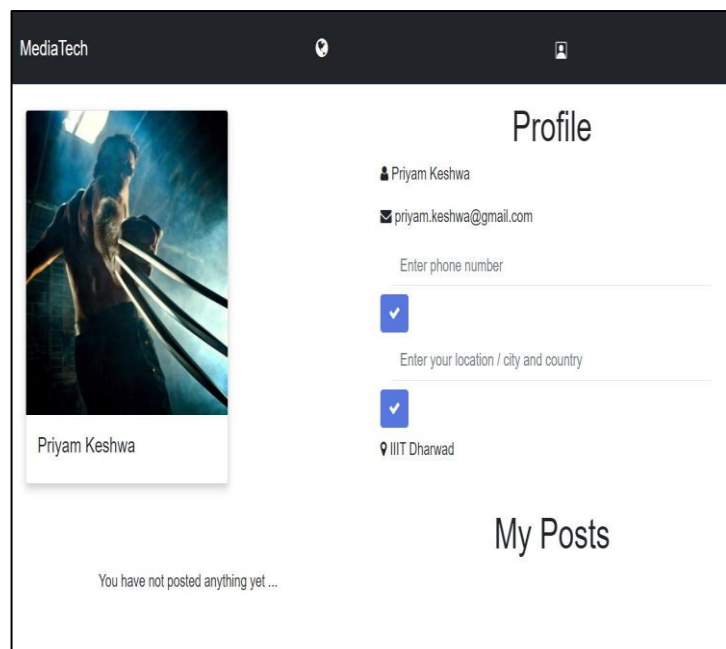 MediaTech
Profile
Priyam Keshwa
priyam.keshwa@gmail.com
Enter phone number
Enter your location / city and country
IIIT Dharwad
Priyam Keshwa
My Posts
You have not posted anything yet ...